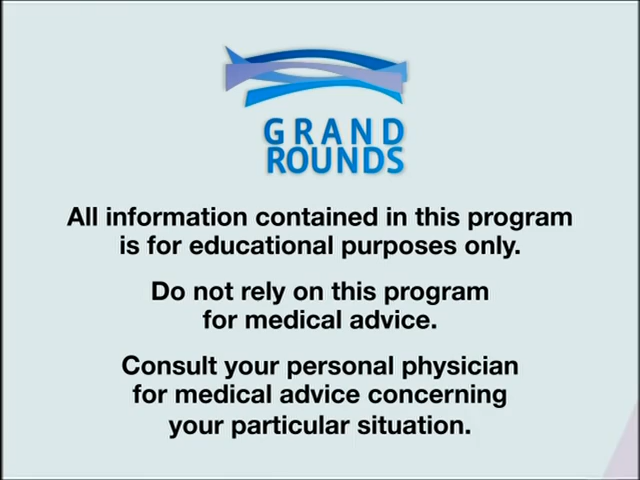 GRAND
ROUNDS
All information contained in this program
is for educational purposes only.
Do not rely on this program
for medical advice.
Consult your personal physician
for medical advice concerning
your particular situation.